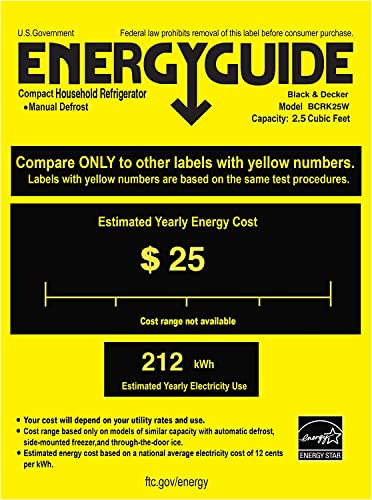 U.S.Government Federal law prohibits removal of this label before consumer purchase.
ENERGYGUIDE
Compact Household Refrigerator
•Manual Defrost
Black & Decker
Model BCRK25W
Capacity: 2.5 Cubic Feet
Compare ONLY to other labels with yellow numbers.
Labels with yellow numbers are based on the same test procedures.
Estimated Yearly Energy Cost
$ 25
Cost range not available
212 kWh
Estimated Yearly Electricity Use
• Your cost will depend on your utility rates and use.
• Cost range based only on models of similar capacity with automatic defrost,
side-mounted freezer,and through-the-door ice.
• Estimated energy cost based on a national average electricity cost of 12 cents
per kWh.
energy
ENERGY STAR
ftc.gov/energy